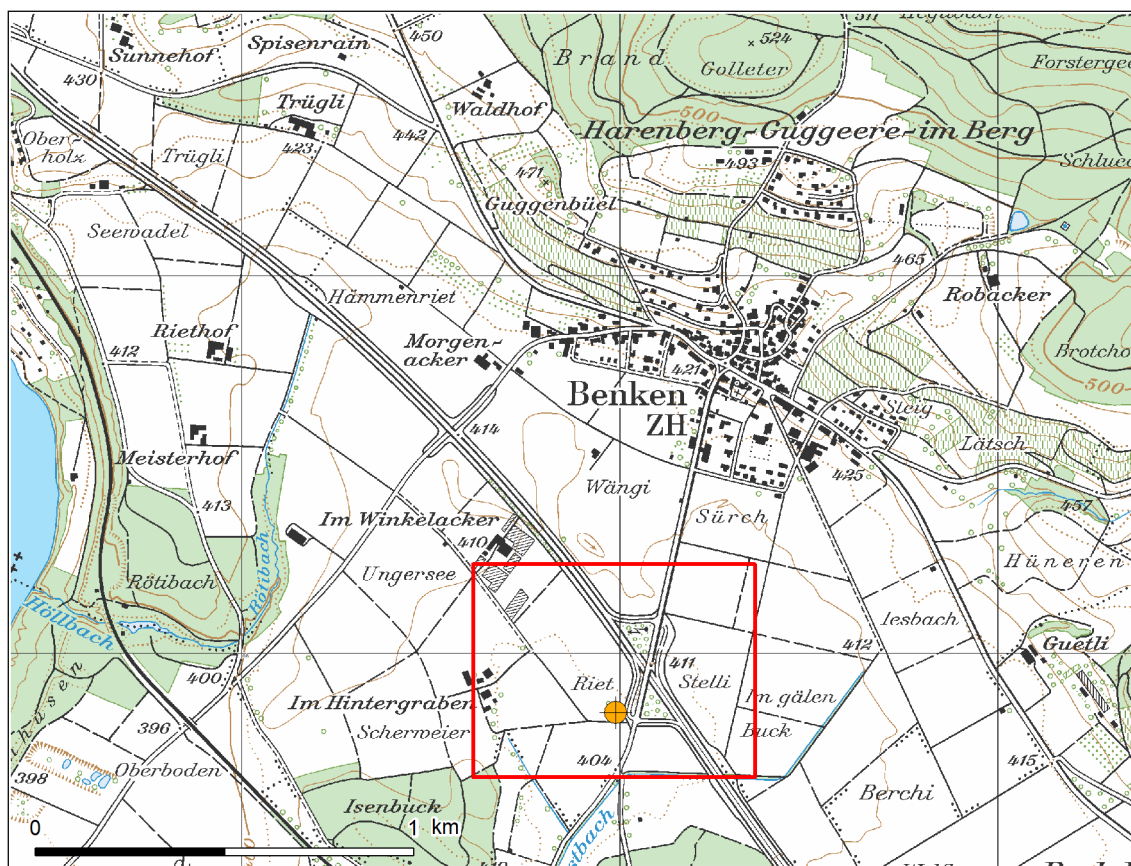 450
Sunnehof
Spisenrain
524
Brand
Golleter
430
Trügli
Waldhof
500
442
Harenberg-Guggeere-im Berg
Ober-
holz
Trügli
423
493
471
Guggenbüel
Seewadel
465
Hämmenriet
Robacker
Riethof
Morgen-
acker
412
421
Brotcho
500
Benken
ZH
Steig
414
Lätsch
Meisterhof
425
413
Wängi
457
Im Winkelacker
Sürch
410
Hüneren
Ungersee
Rötibach
Rötibach
Höllbach
Iesbach
412
Guetli
411
400
Riet
Stelli
Im Hintergraben
Im gälen
Buck
Scherweier
396
Oberboden
404
398
415
Isenbuck
Berchi
0
1 km